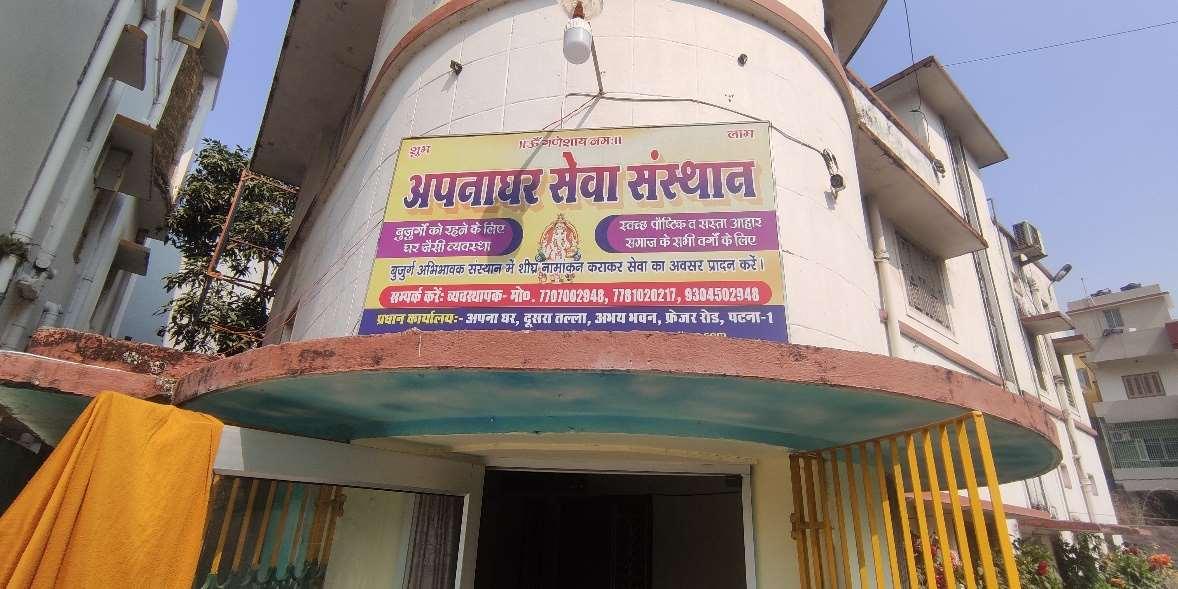 शुभ ॥ॐ गणेशाय नमः॥ लाभ
अपनाघर सेवा संस्थान
बुजुर्गो को रहने के लिए
घर जैसी व्यवस्था
स्वच्छ पौष्टिक व सस्ता आहार
समाज के सभी वर्गों के लिए
बुजुर्ग अभिभावक संस्थान में शीघ्र नामांकन कराकर सेवा का अवसर प्रादन करें।
सम्पर्क करें: व्यवस्थापक- मो०. 7707002948, 7781020217, 9304502948
प्रधान कार्यालय:- अपना घर, दूसरा तल्ला, अभय भवन, फ्रेजर रोड, पटना-1